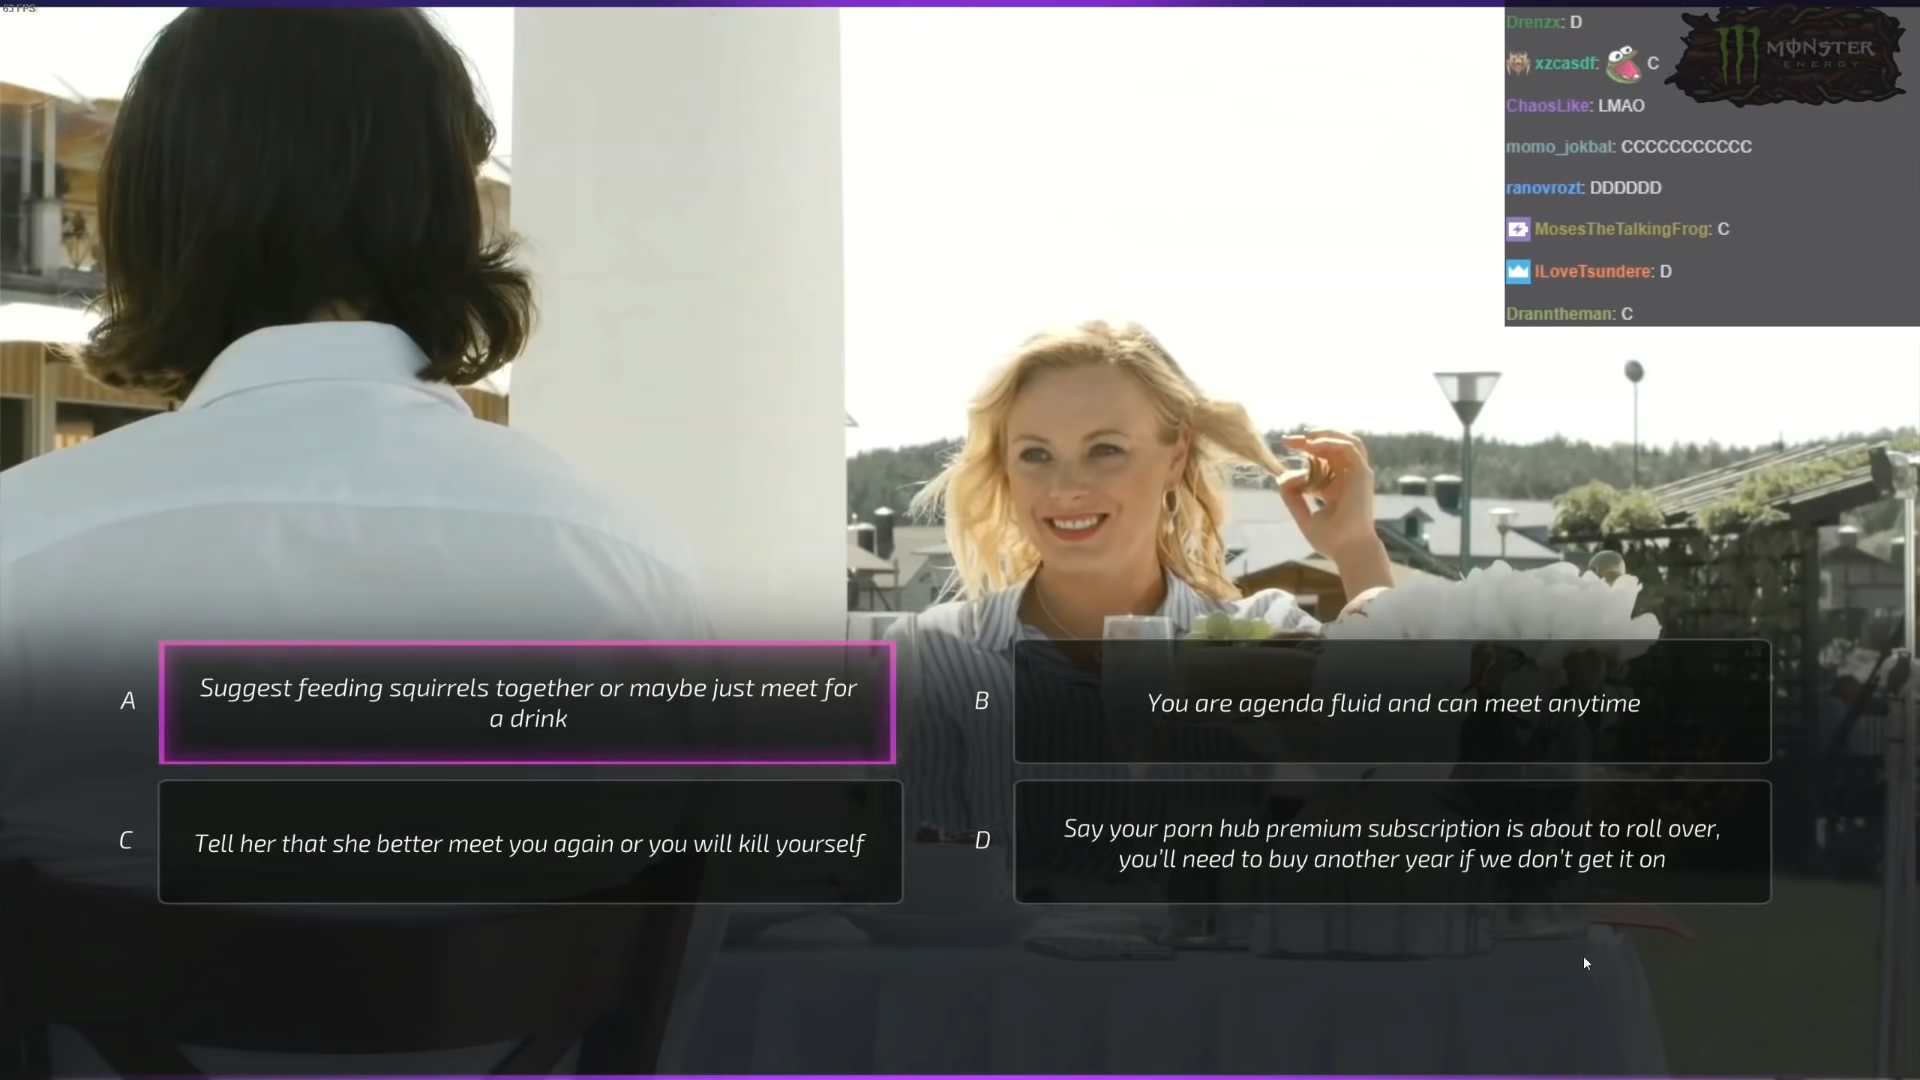 63 FPS
Drenzx: D
xzcasdf: C
ChaosLike: LMAO
momo_jokbal: CCCCCCCCCCC
ranovrozt: DDDDDD
MosesTheTalkingFrog: C
ILoveTsundere: D
Dranntheman: C
MONSTER
ENERGY
A
Suggest feeding squirrels together or maybe just meet for
a drink
B
You are agenda fluid and can meet anytime
C
Tell her that she better meet you again or you will kill yourself
D
Say your porn hub premium subscription is about to roll over,
you'll need to buy another year if we don't get it on